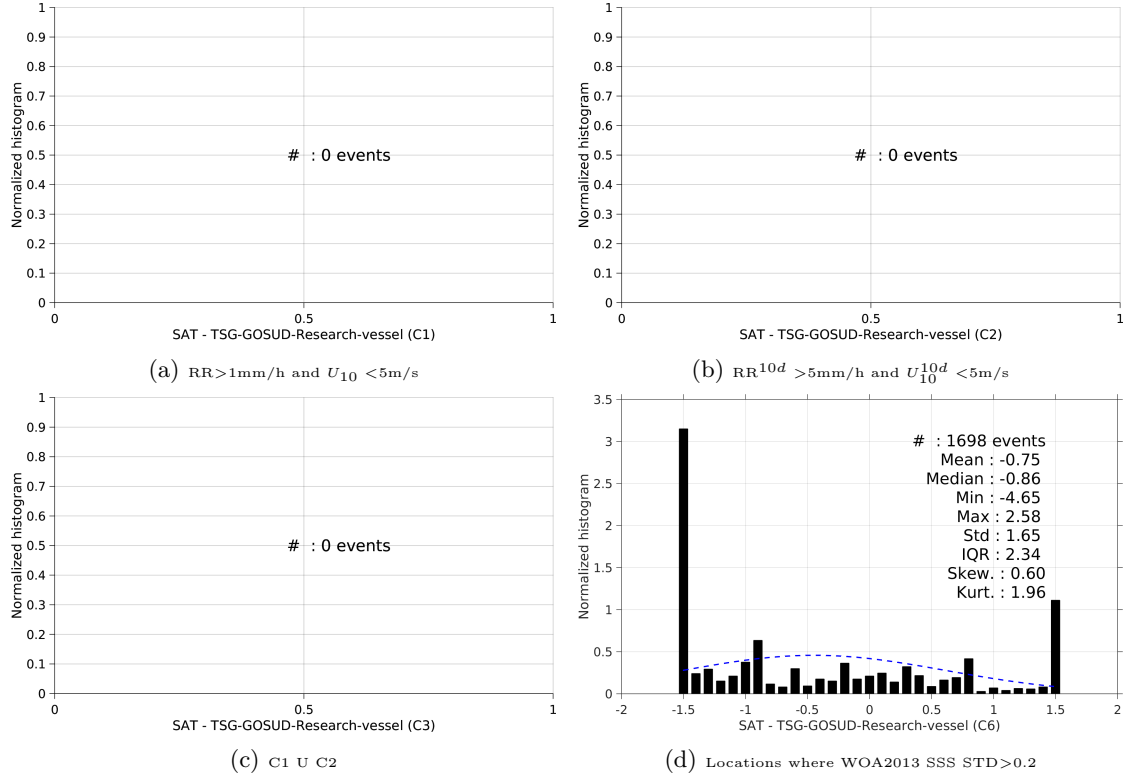 1
0.9
0.8
0.7
0.6
0.5
0.4
0.3
0.2
0.1
0
Normalized histogram
# : 0 events
0 0.5 1
SAT - TSG-GOSUD-Research-vessel (C1)
(a) RR>1mm/h and U10 <5m/s
1
0.9
0.8
0.7
0.6
0.5
0.4
0.3
0.2
0.1
0
Normalized histogram
# : 0 events
0 0.5 1
SAT - TSG-GOSUD-Research-vessel (C2)
(b) RR^10d >5mm/h and U_10^10d <5m/s
1
0.9
0.8
0.7
0.6
0.5
0.4
0.3
0.2
0.1
0
Normalized histogram
# : 0 events
0 0.5 1
SAT - TSG-GOSUD-Research-vessel (C3)
(c) C1 U C2
3.5
3
2.5
2
1.5
1
0.5
0
Normalized histogram
# : 1698 events
Mean : -0.75
Median : -0.86
Min : -4.65
Max : 2.58
Std : 1.65
IQR : 2.34
Skew. : 0.60
Kurt. : 1.96
-2 -1.5 -1 -0.5 0 0.5 1 1.5 2
SAT - TSG-GOSUD-Research-vessel (C6)
(d) Locations where WOA2013 SSS STD>0.2